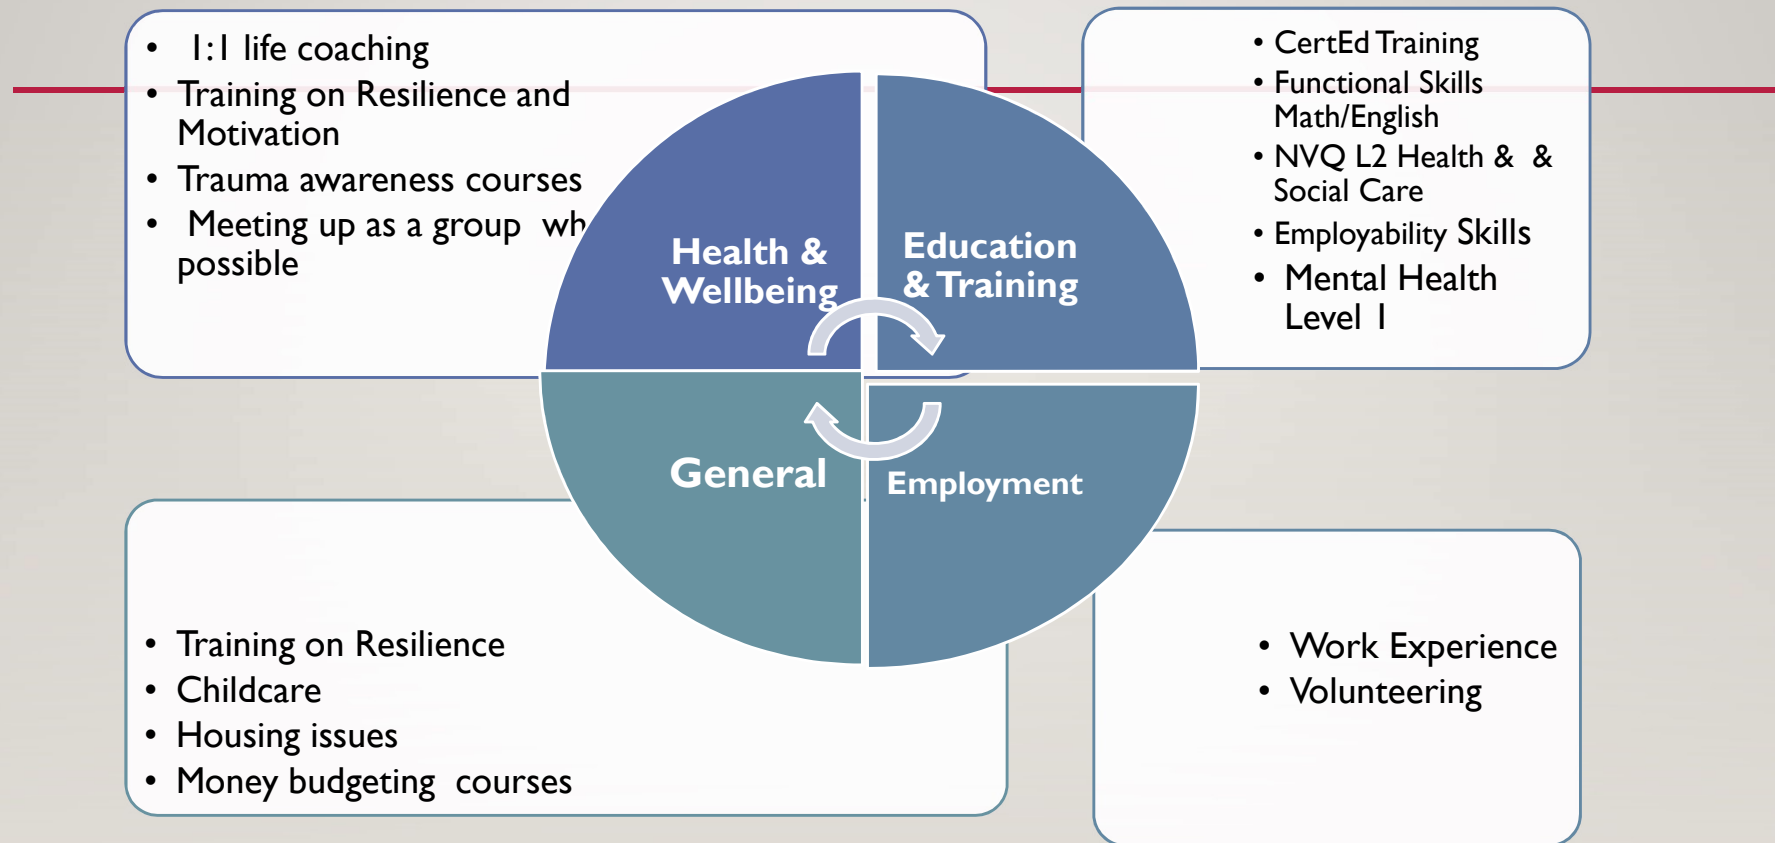 • 1:1 life coaching
• Training on Resilience and
Motivation
• Trauma awareness courses
• Meeting up as a group wh
possible
• CertEd Training
• Functional Skills
Math/English
• NVQ L2 Health & &
Social Care
• Employability Skills
• Mental Health
Level 1
Health &
Wellbeing
Education
& Training
General
Employment
• Training on Resilience
• Childcare
• Housing issues
• Money budgeting courses
• Work Experience
• Volunteering